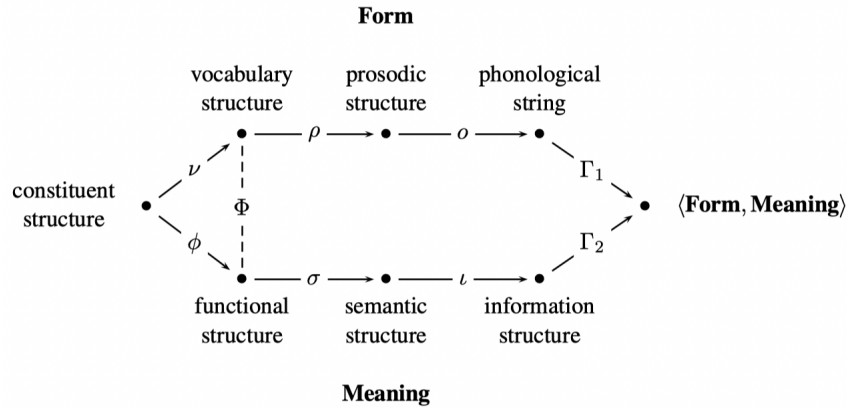 Form
vocabulary
structure
prosodic
structure
phonological
string
ρ
o
ν
Γ₁
constituent
structure
Φ
⟨Form, Meaning⟩
ϕ
Γ₂
σ
ι
functional
structure
semantic
structure
information
structure
Meaning